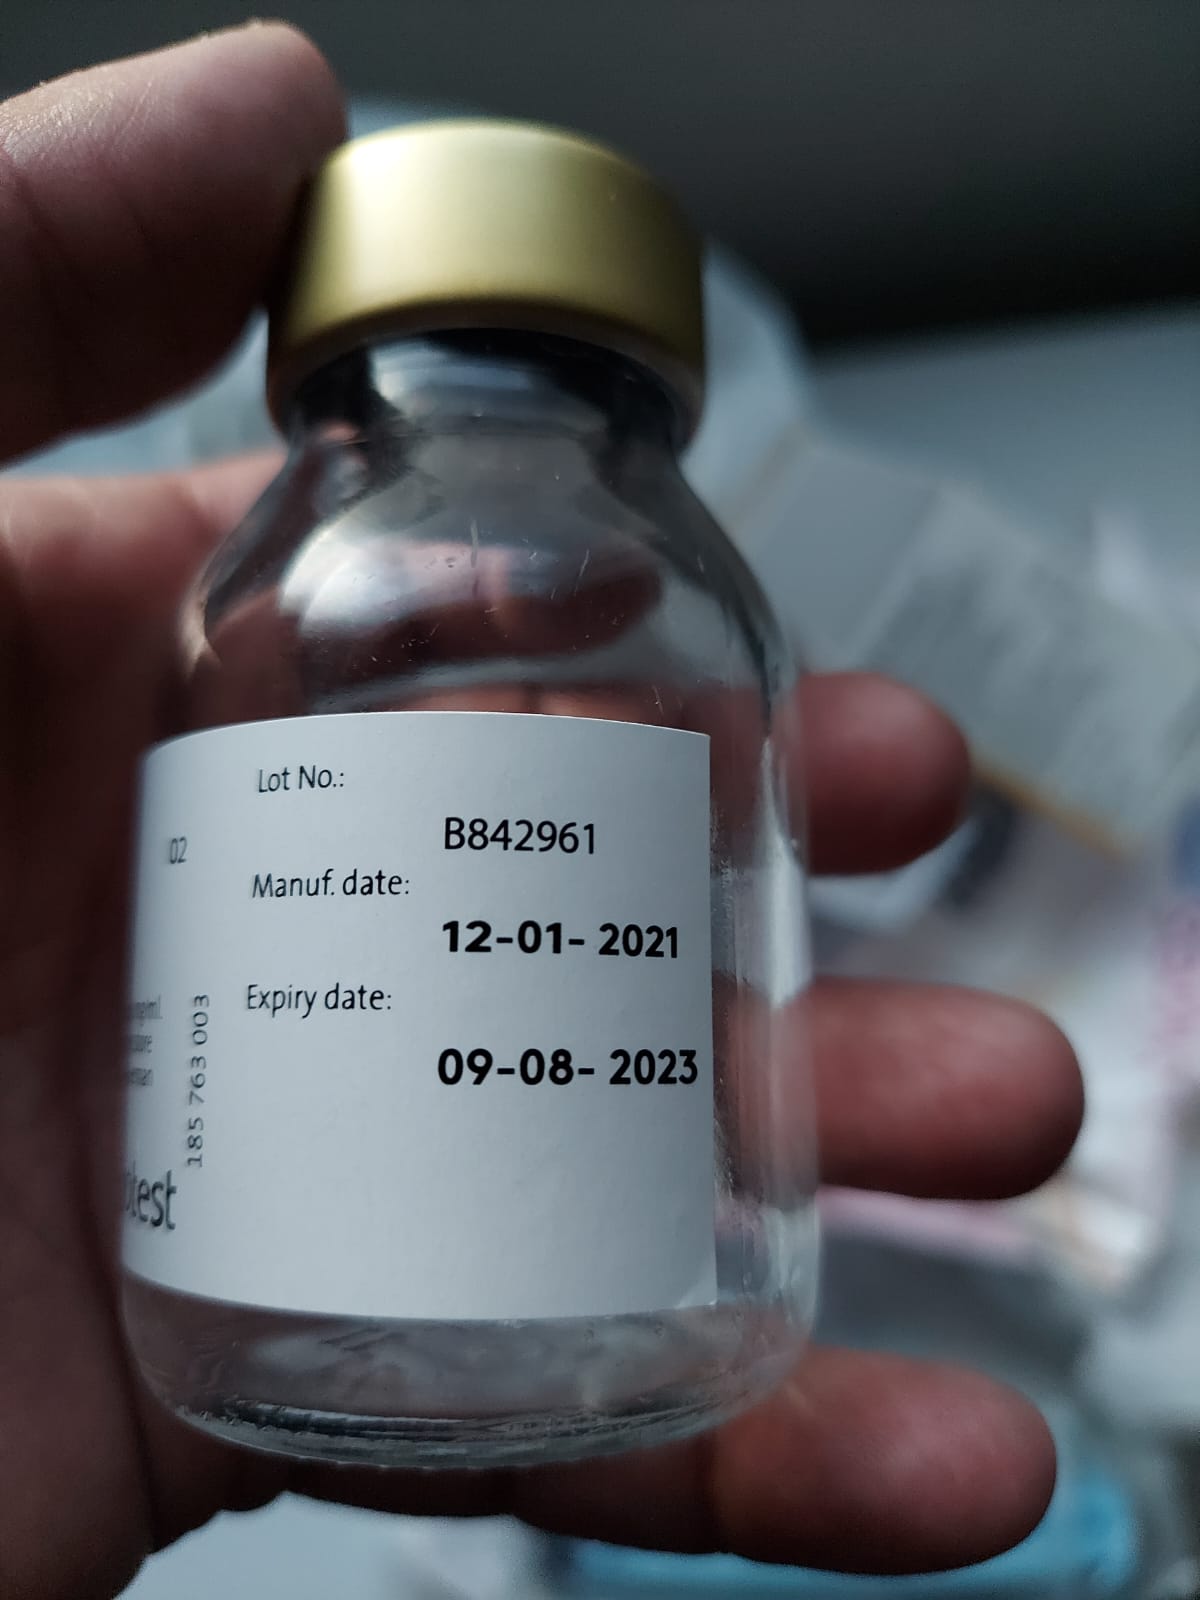 Lot No.:
B842961
02
Manuf. date:
12-01- 2021
Expiry date:
09-08- 2023
185 763 003